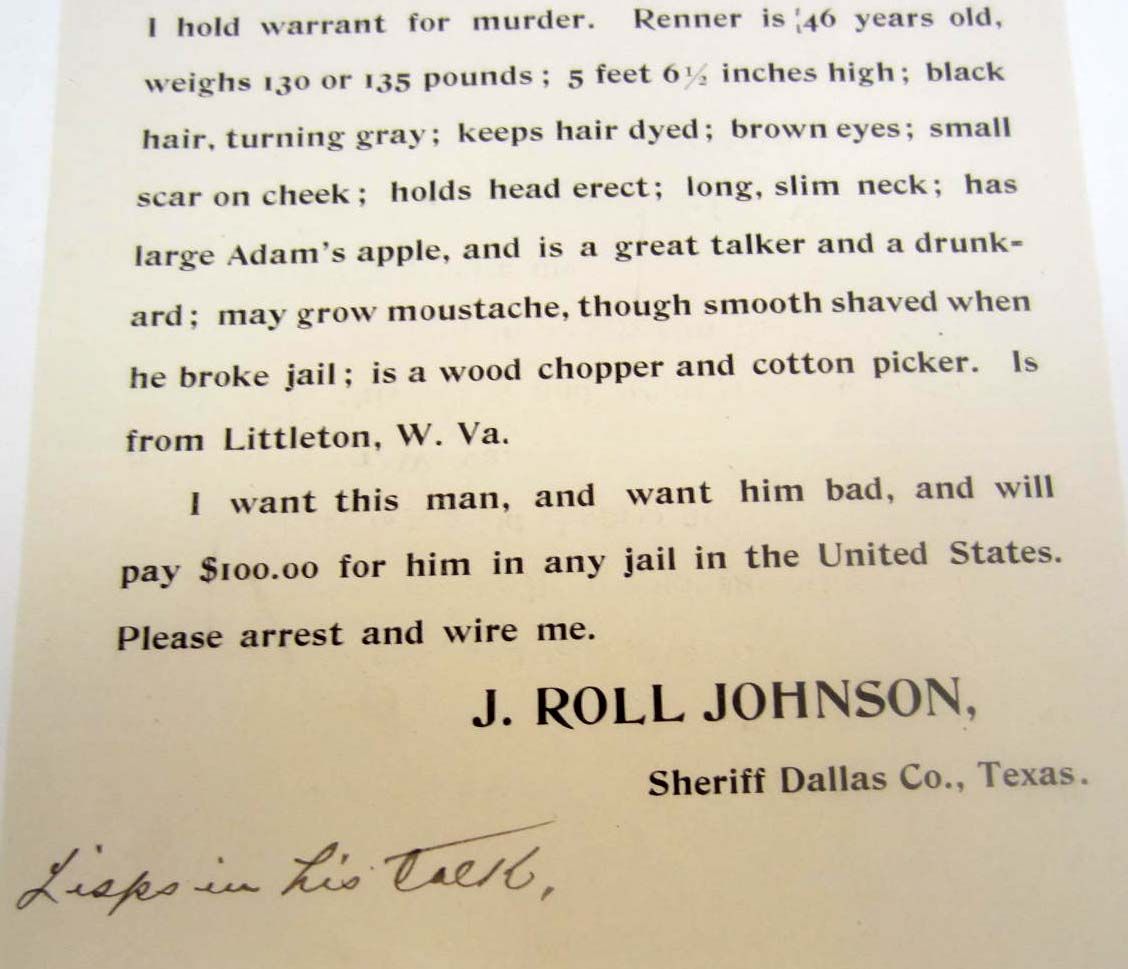 I hold warrant for murder. Renner is 46 years old,
weighs 130 or 135 pounds; 5 feet 6½ inches high; black
hair, turning gray; keeps hair dyed; brown eyes; small
scar on cheek; holds head erect; long, slim neck; has
large Adam's apple, and is a great talker and a drunk-
ard; may grow moustache, though smooth shaved when
he broke jail; is a wood chopper and cotton picker. Is
from Littleton, W. Va.
I want this man, and want him bad, and will
pay $100.00 for him in any jail in the United States.
Please arrest and wire me.
J. ROLL JOHNSON,
Sheriff Dallas Co., Texas.
Lisps in his talk,